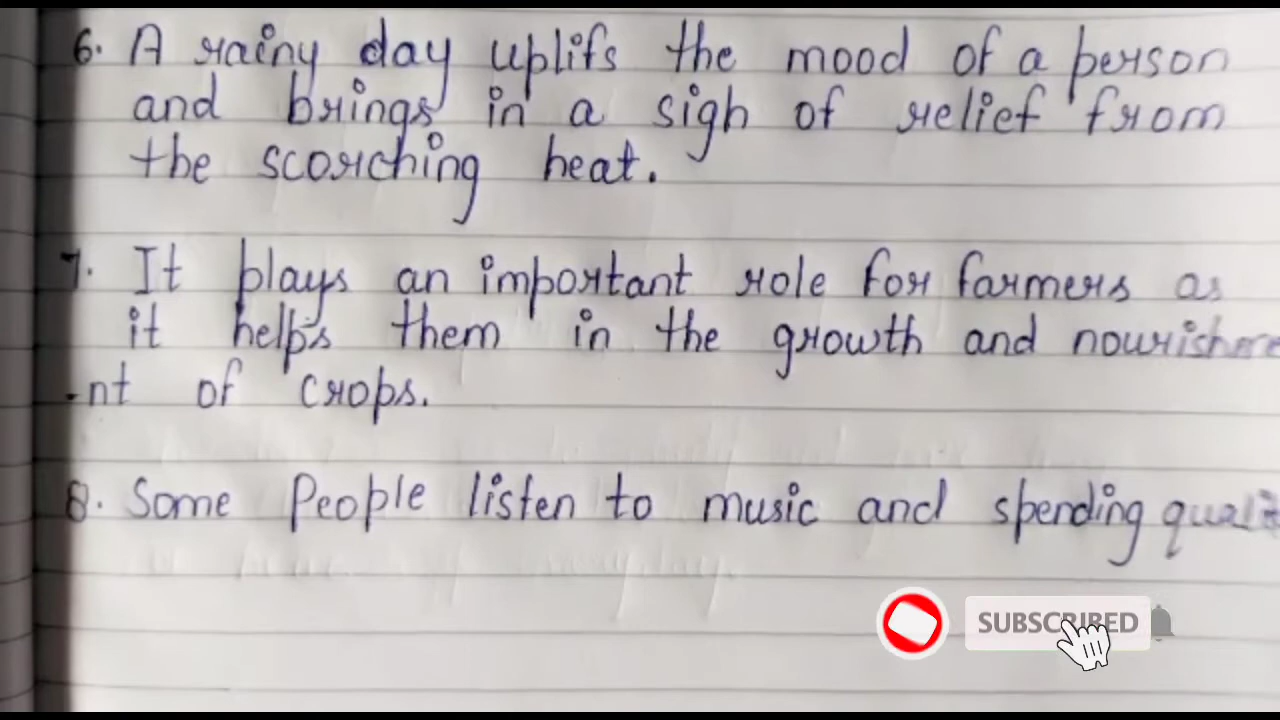 6. A rainy day uplifs the mood of a person
and brings in a sigh of relief from
the scorching heat.
7. It plays an important role for farmers as
it helps them in the growth and nourishme
-nt of crops.
8. Some People listen to music and spending qualit
SUBSCRIBED